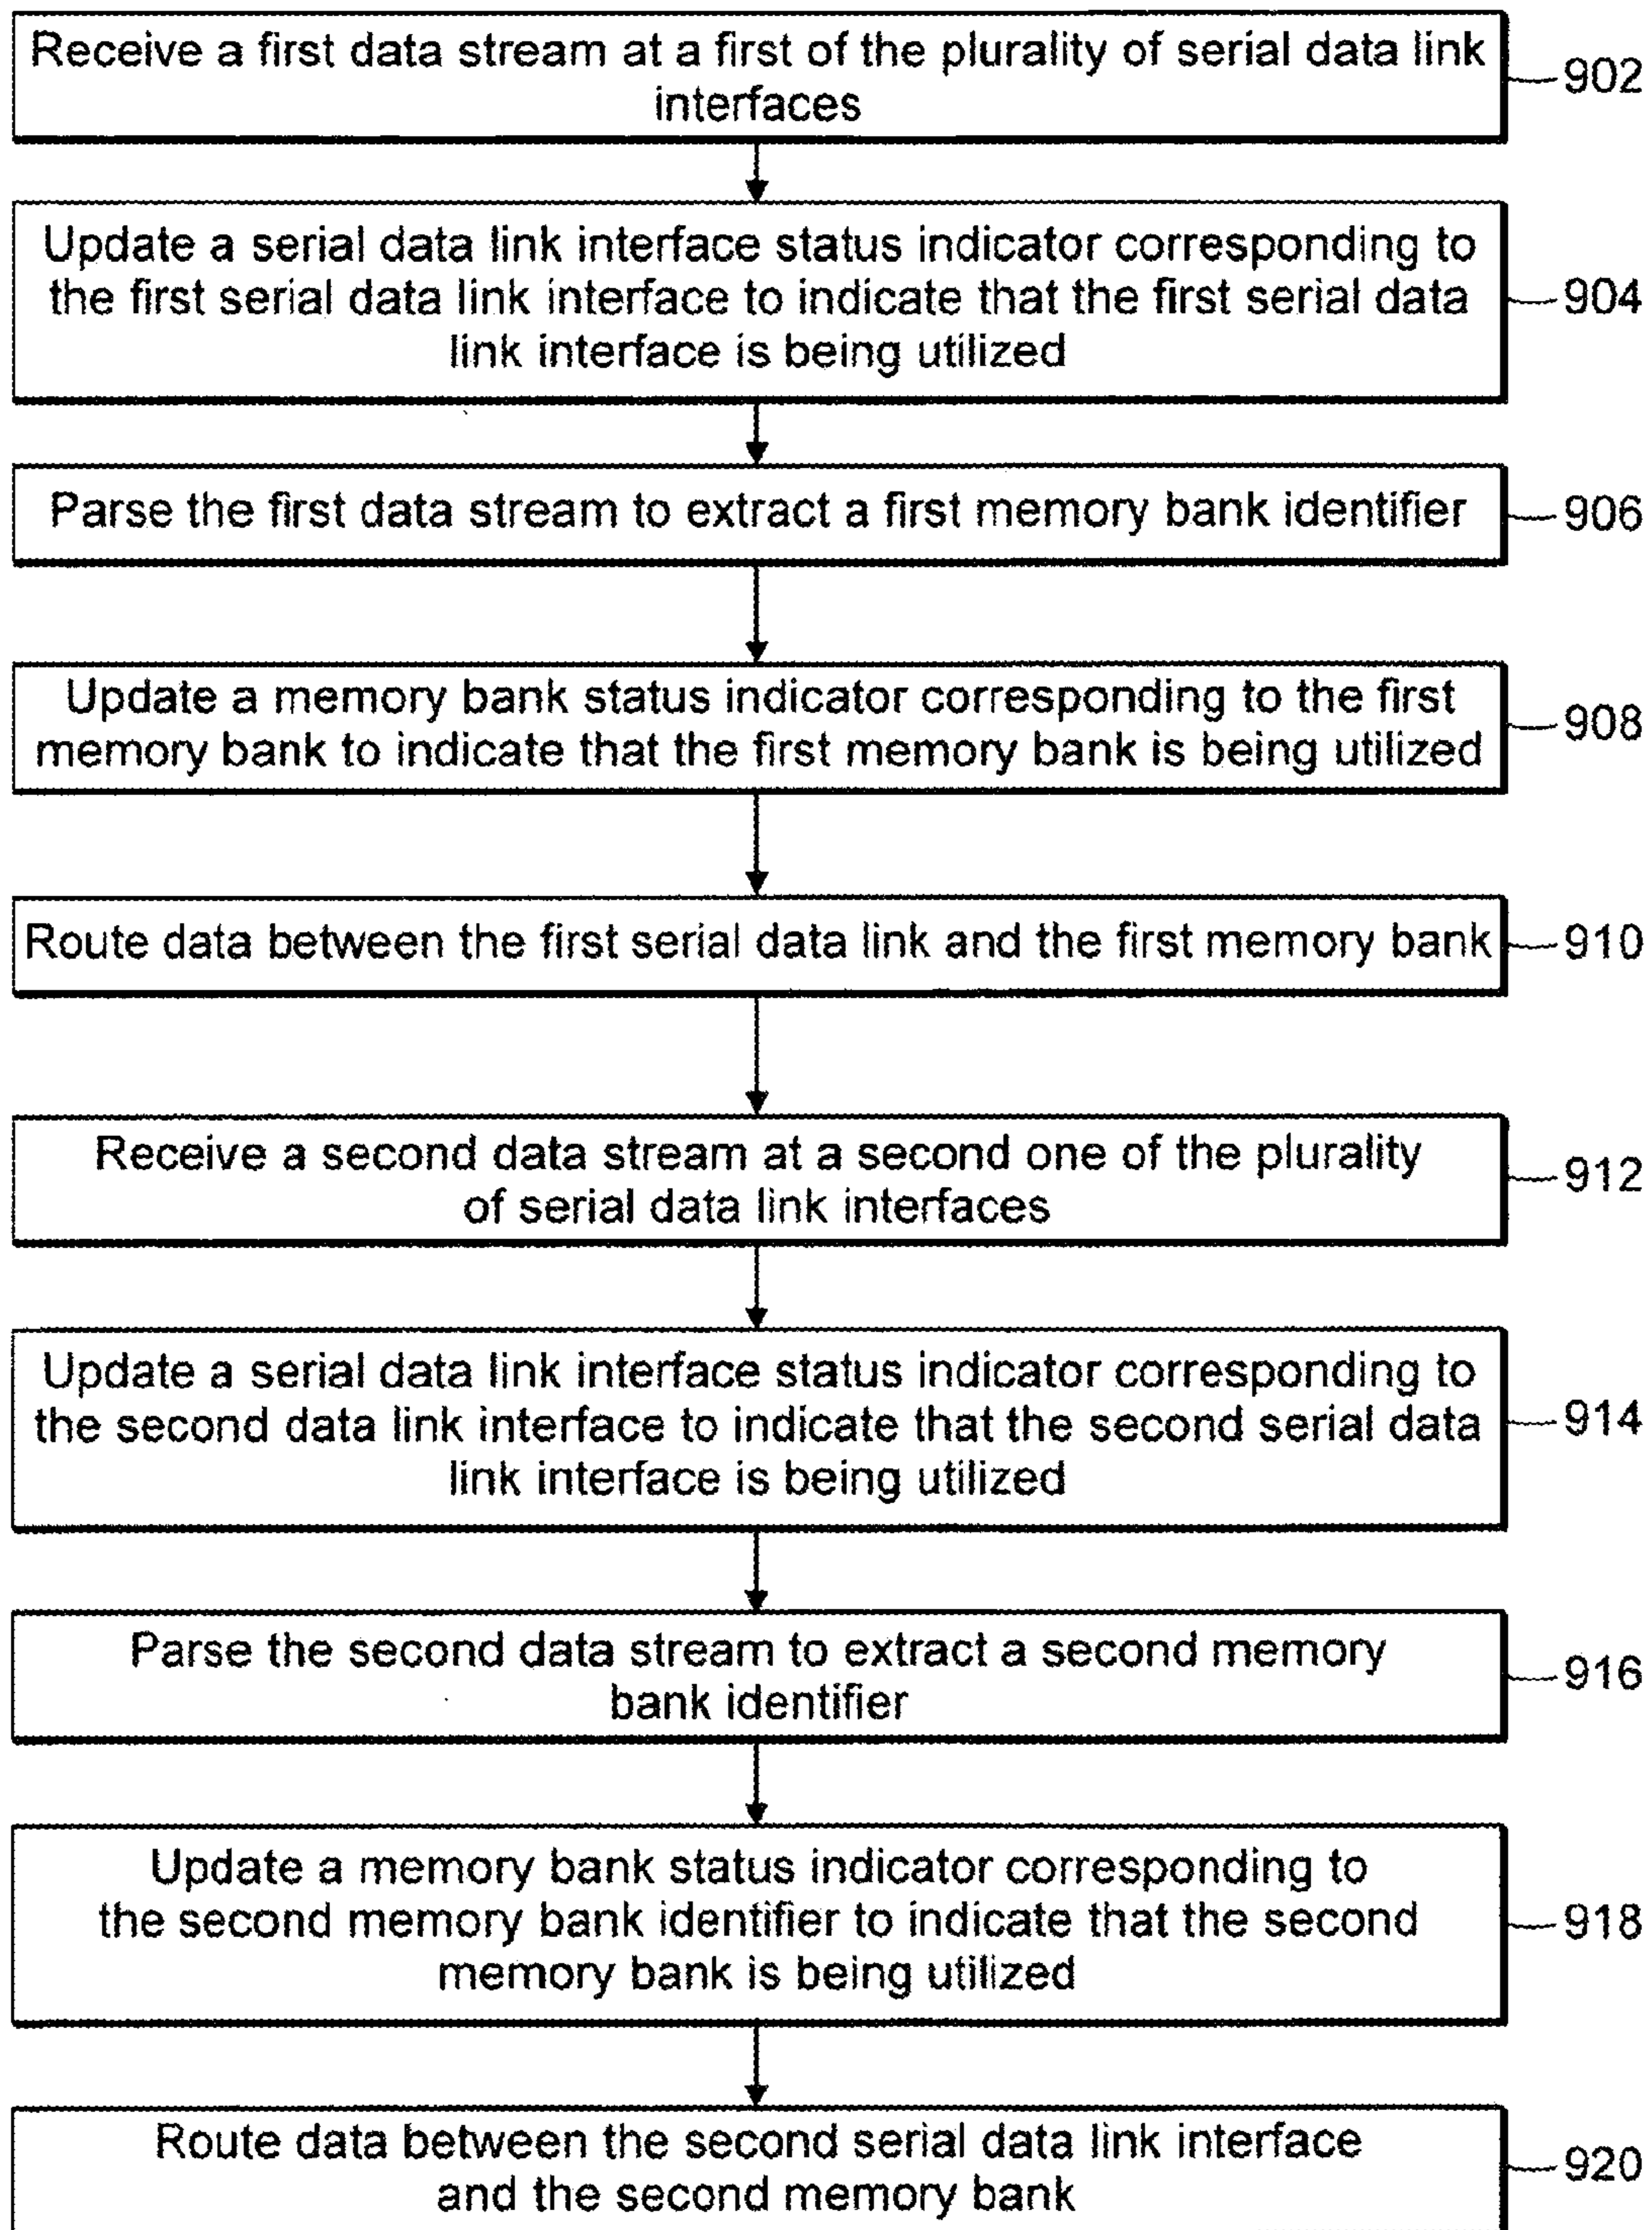 Receive a first data stream at a first of the plurality of serial data link
interfaces
902
Update a serial data link interface status indicator corresponding to
the first serial data link interface to indicate that the first serial data
link interface is being utilized
904
Parse the first data stream to extract a first memory bank identifier
906
Update a memory bank status indicator corresponding to the first
memory bank to indicate that the first memory bank is being utilized
908
Route data between the first serial data link and the first memory bank
910
Receive a second data stream at a second one of the plurality
of serial data link interfaces
912
Update a serial data link interface status indicator corresponding to
the second data link interface to indicate that the second serial data
link interface is being utilized
914
Parse the second data stream to extract a second memory
bank identifier
916
Update a memory bank status indicator corresponding to
the second memory bank identifier to indicate that the second
memory bank is being utilized
918
Route data between the second serial data link interface
and the second memory bank
920